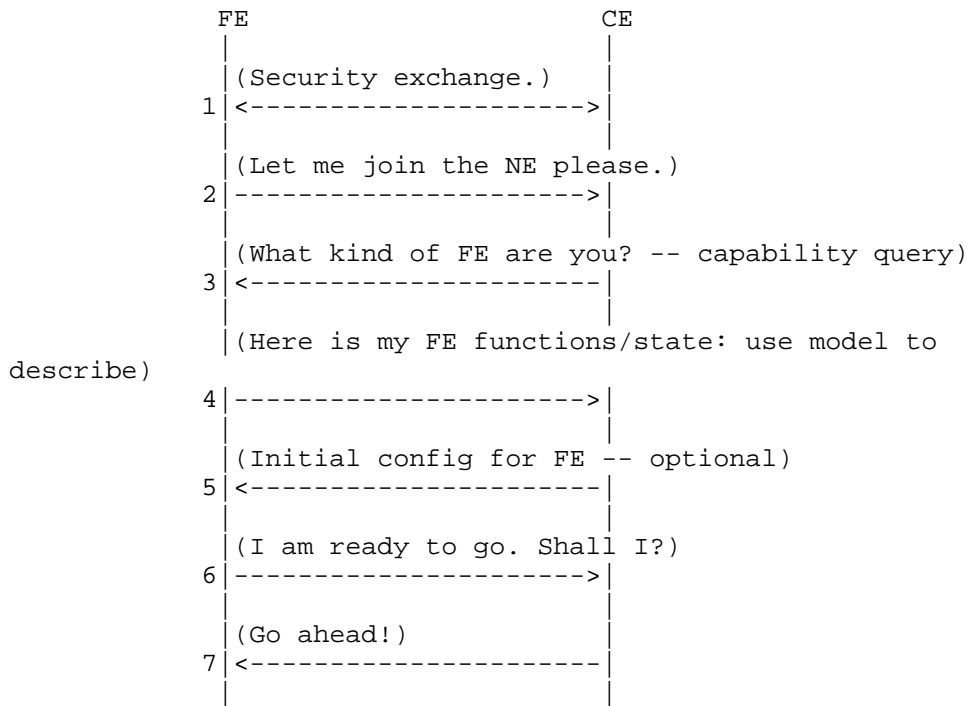 FE                     CE
|                      |
|(Security exchange.)  |
1|<-------------------->|
|                      |
|(Let me join the NE please.)
2|--------------------->|
|                      |
|(What kind of FE are you? -- capability query)
3|<---------------------|
|                      |
|(Here is my FE functions/state: use model to
describe)
4|--------------------->|
|                      |
|(Initial config for FE -- optional)
5|<---------------------|
|                      |
|(I am ready to go. Shall I?)
6|--------------------->|
|                      |
|(Go ahead!)           |
7|<---------------------|
|                      |